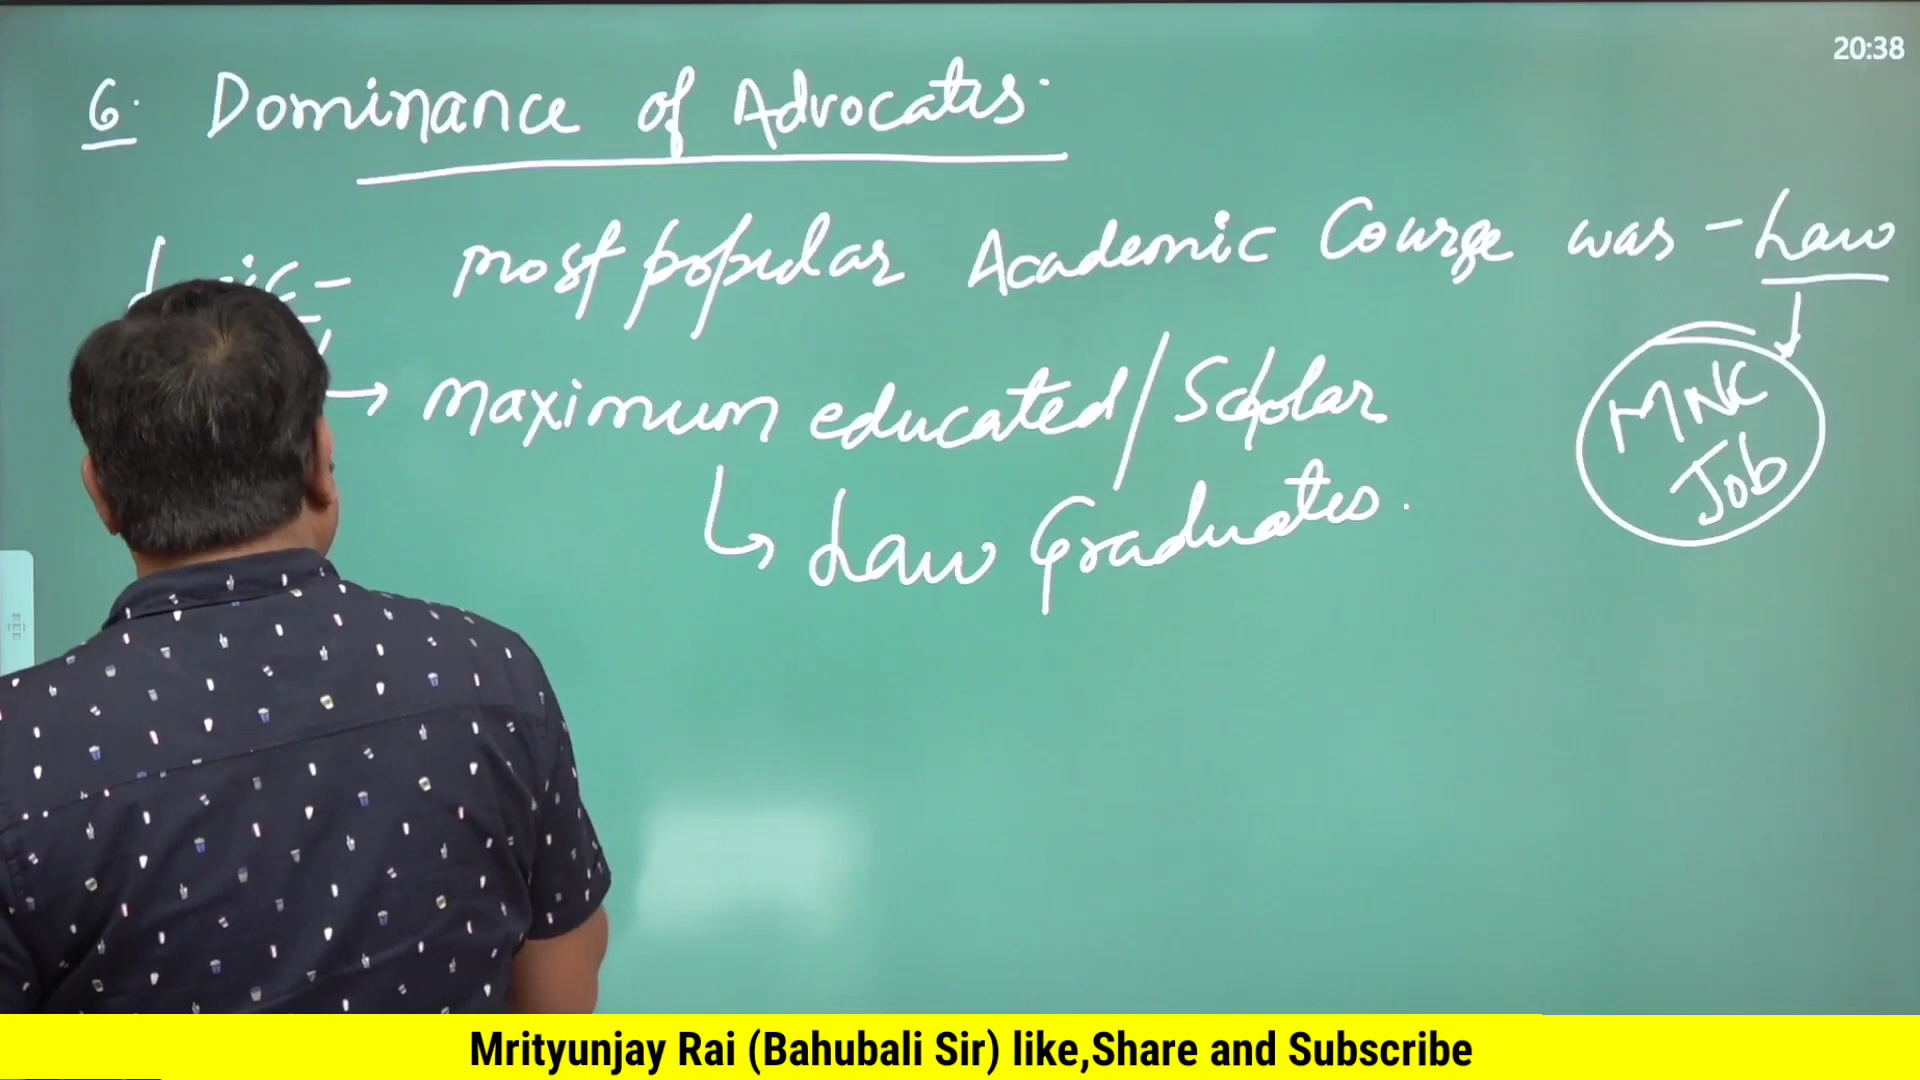 20:38
6. Dominance of Advocates.
most popular Academic Course was - Law
→ Maximum educated / Scholar
MNC
Job
↳ Law Graduates.
Mrityunjay Rai (Bahubali Sir) like,Share and Subscribe